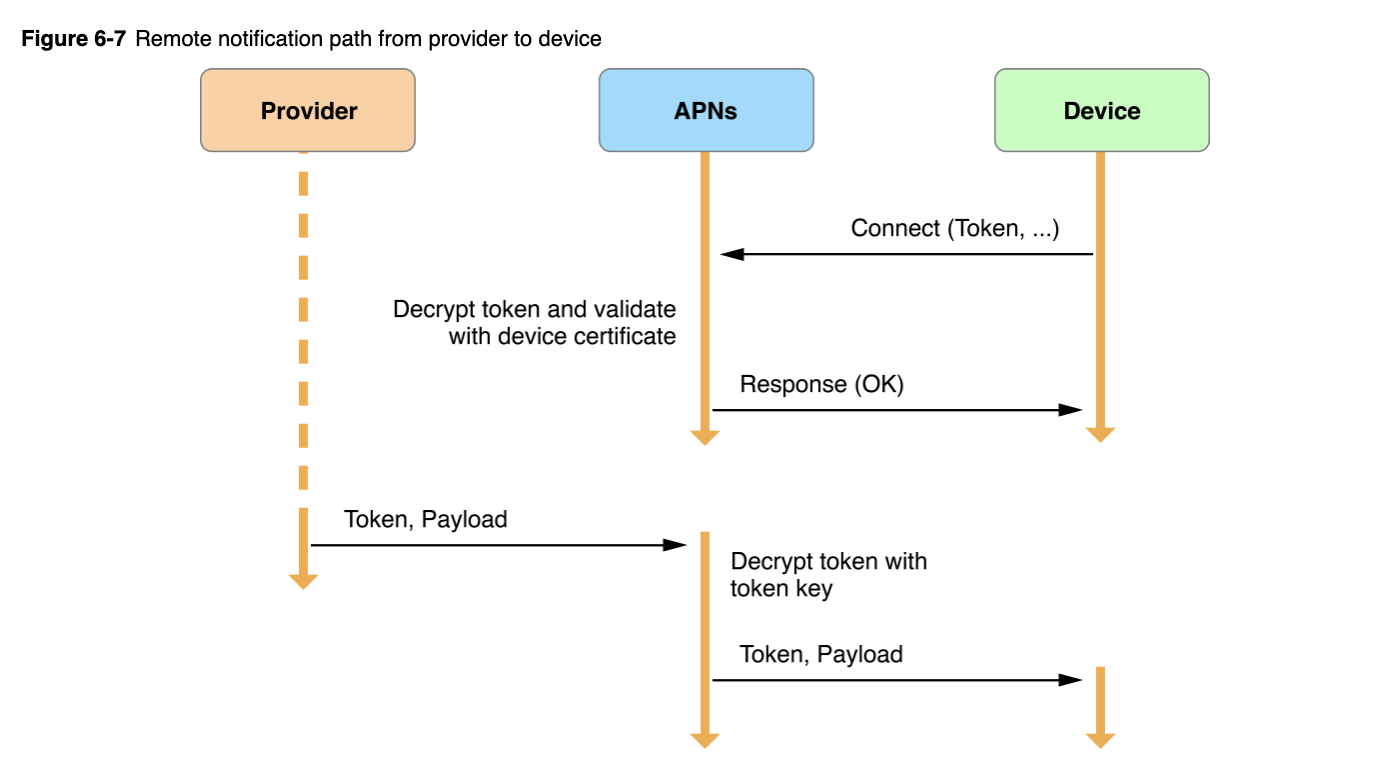 Figure 6-7 Remote notification path from provider to device
Provider
APNs
Device
Connect (Token, ...)
Decrypt token and validate
with device certificate
Response (OK)
Token, Payload
Decrypt token with
token key
Token, Payload